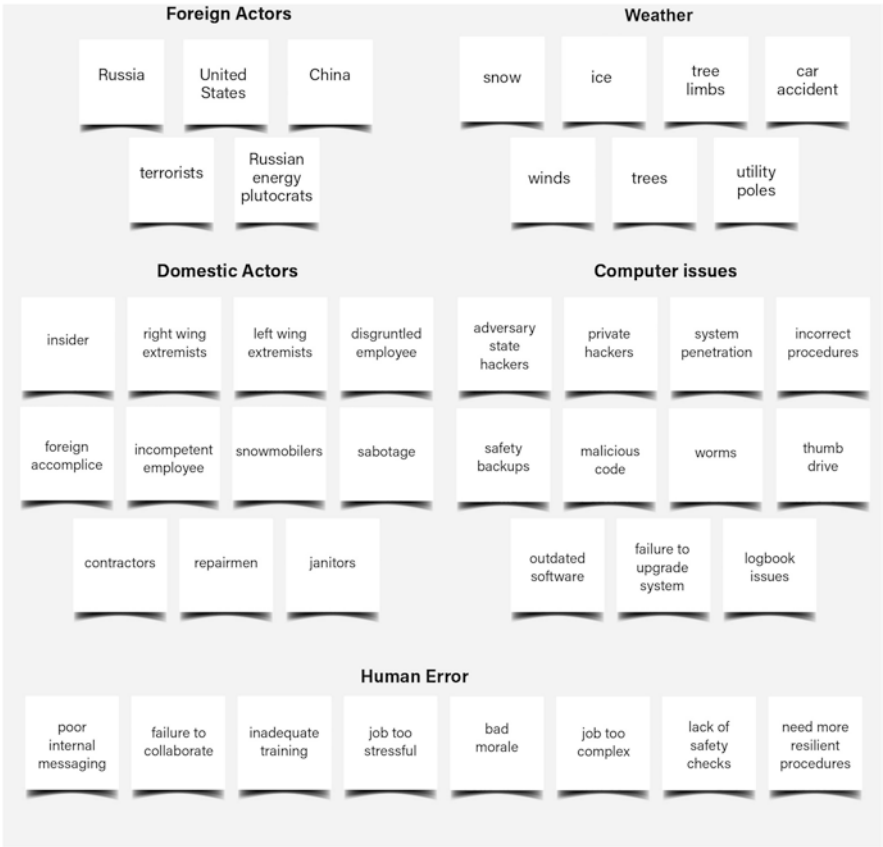 Foreign Actors
Russia
United
States
China
terrorists
Russian
energy
plutocrats
Weather
snow
ice
tree
limbs
car
accident
winds
trees
utility
poles
Domestic Actors
insider
right wing
extremists
left wing
extremists
disgruntled
employee
foreign
accomplice
incompetent
employee
snowmobilers
sabotage
contractors
repairmen
janitors
Computer issues
adversary
state
hackers
private
hackers
system
penetration
incorrect
procedures
safety
backups
malicious
code
worms
thumb
drive
outdated
software
failure to
upgrade
system
logbook
issues
Human Error
poor
internal
messaging
failure to
collaborate
inadequate
training
job too
stressful
bad
morale
job too
complex
lack of
safety
checks
need more
resilient
procedures